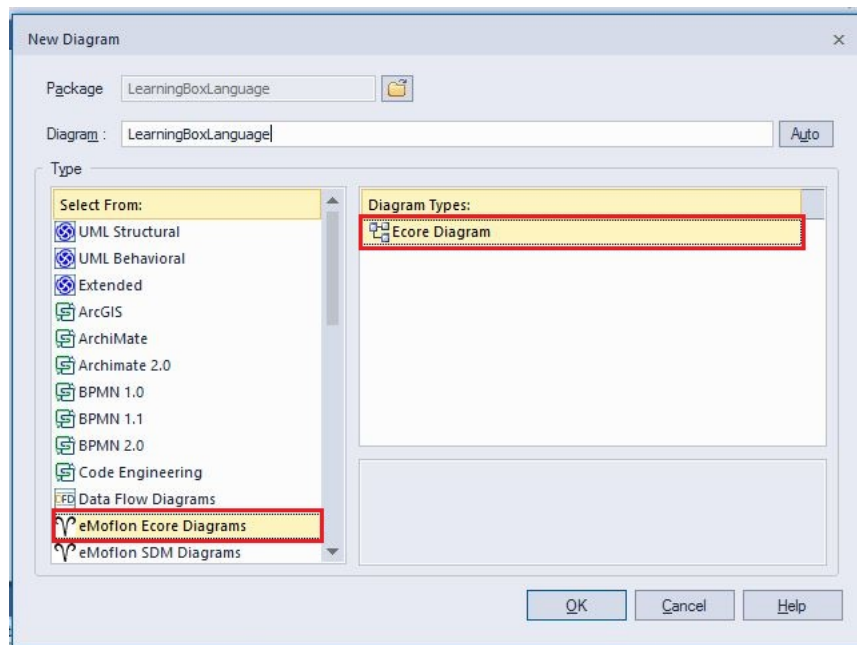 New Diagram
Package LearningBoxLanguage
Diagram : LearningBoxLanguage Auto
Type
Select From:
UML Structural
UML Behavioral
Extended
ArcGIS
ArchiMate
Archimate 2.0
BPMN 1.0
BPMN 1.1
BPMN 2.0
Code Engineering
DFD Data Flow Diagrams
eMoflon Ecore Diagrams
eMoflon SDM Diagrams
Diagram Types:
Ecore Diagram
OK Cancel Help